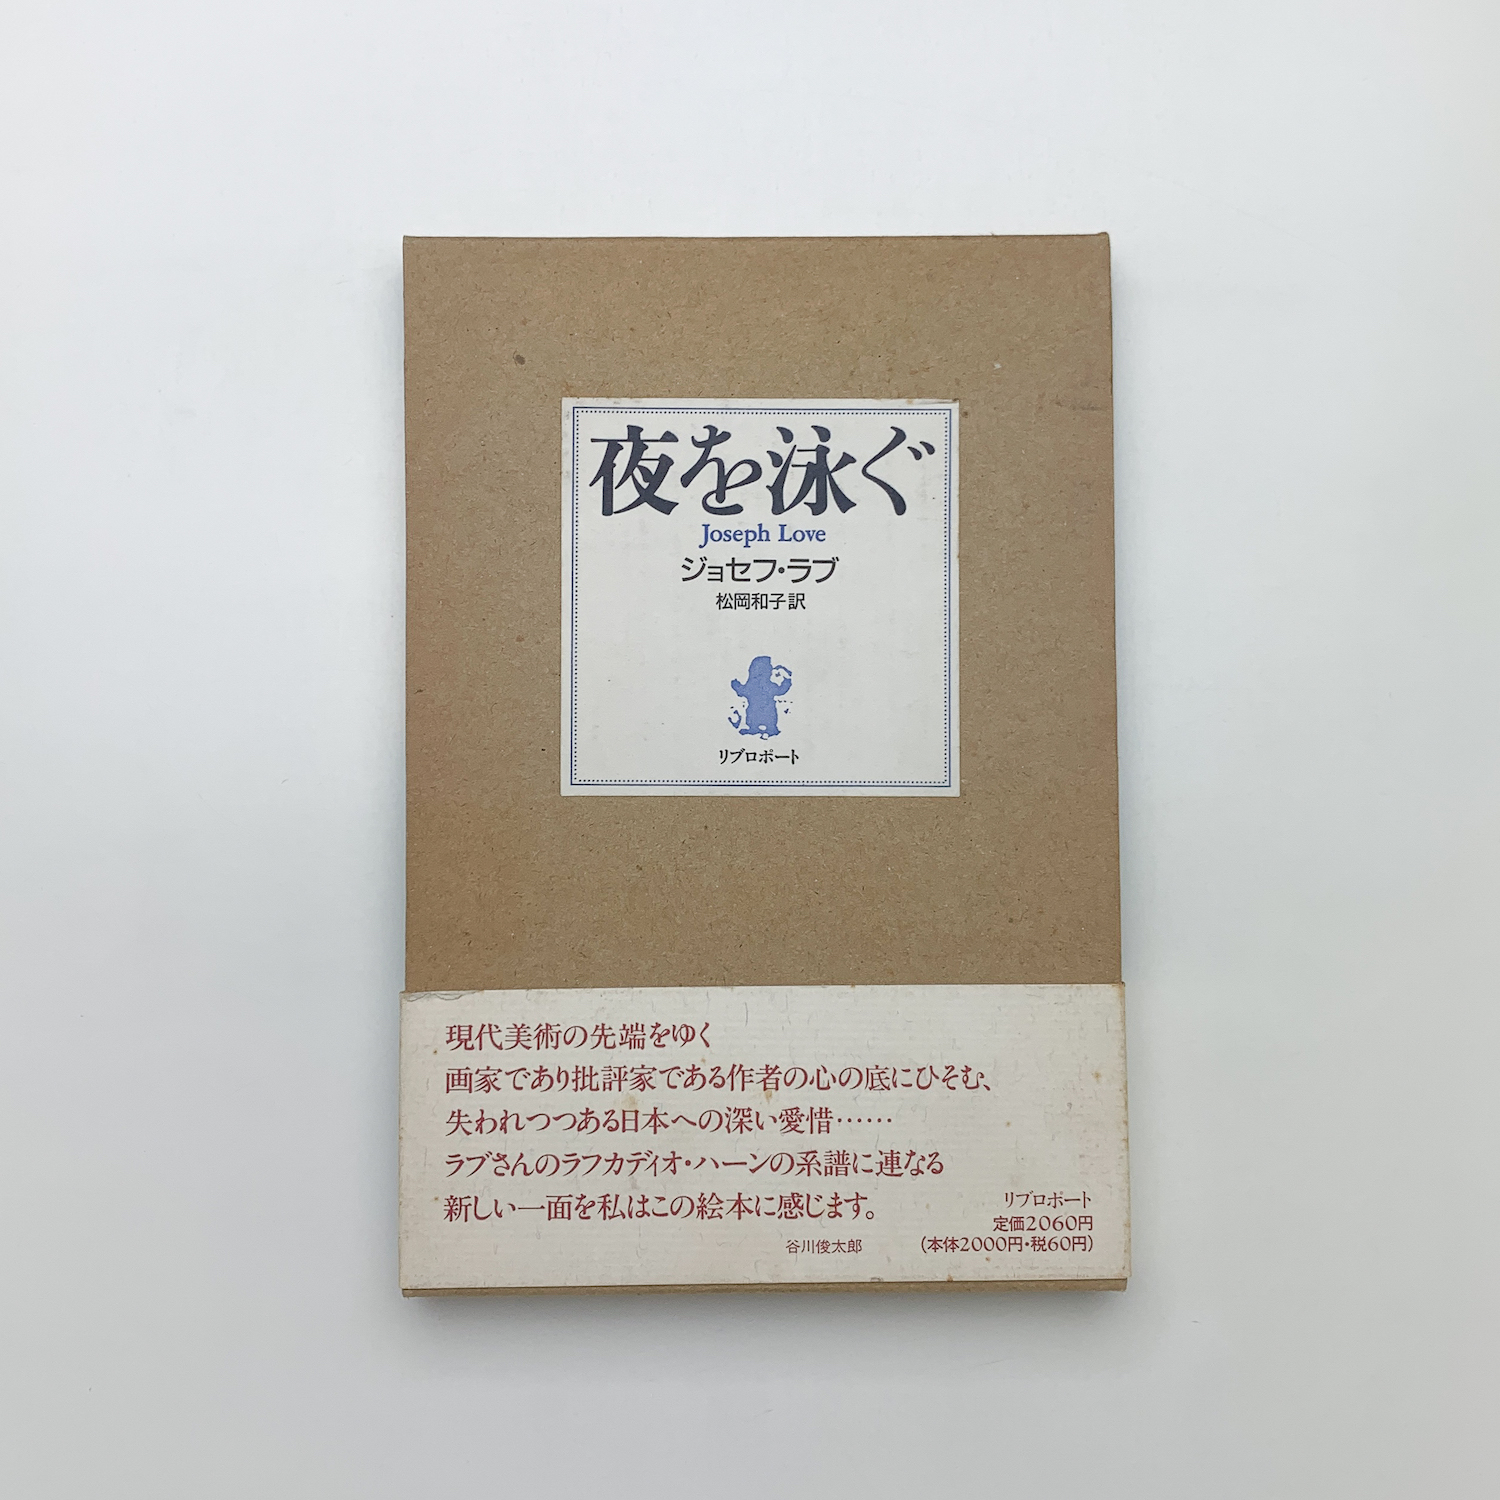 夜を泳ぐ
Joseph Love
ジョセフ・ラブ
松岡和子訳
リブロポート
現代美術の先端をゆく
画家であり批評家である作者の心の底にひそむ、
失われつつある日本への深い愛惜……
ラブさんのラフカディオ・ハーンの系譜に連なる
新しい一面を私はこの絵本に感じます。
谷川俊太郎
リブロポート
定価2060円
(本体2000円・税60円)